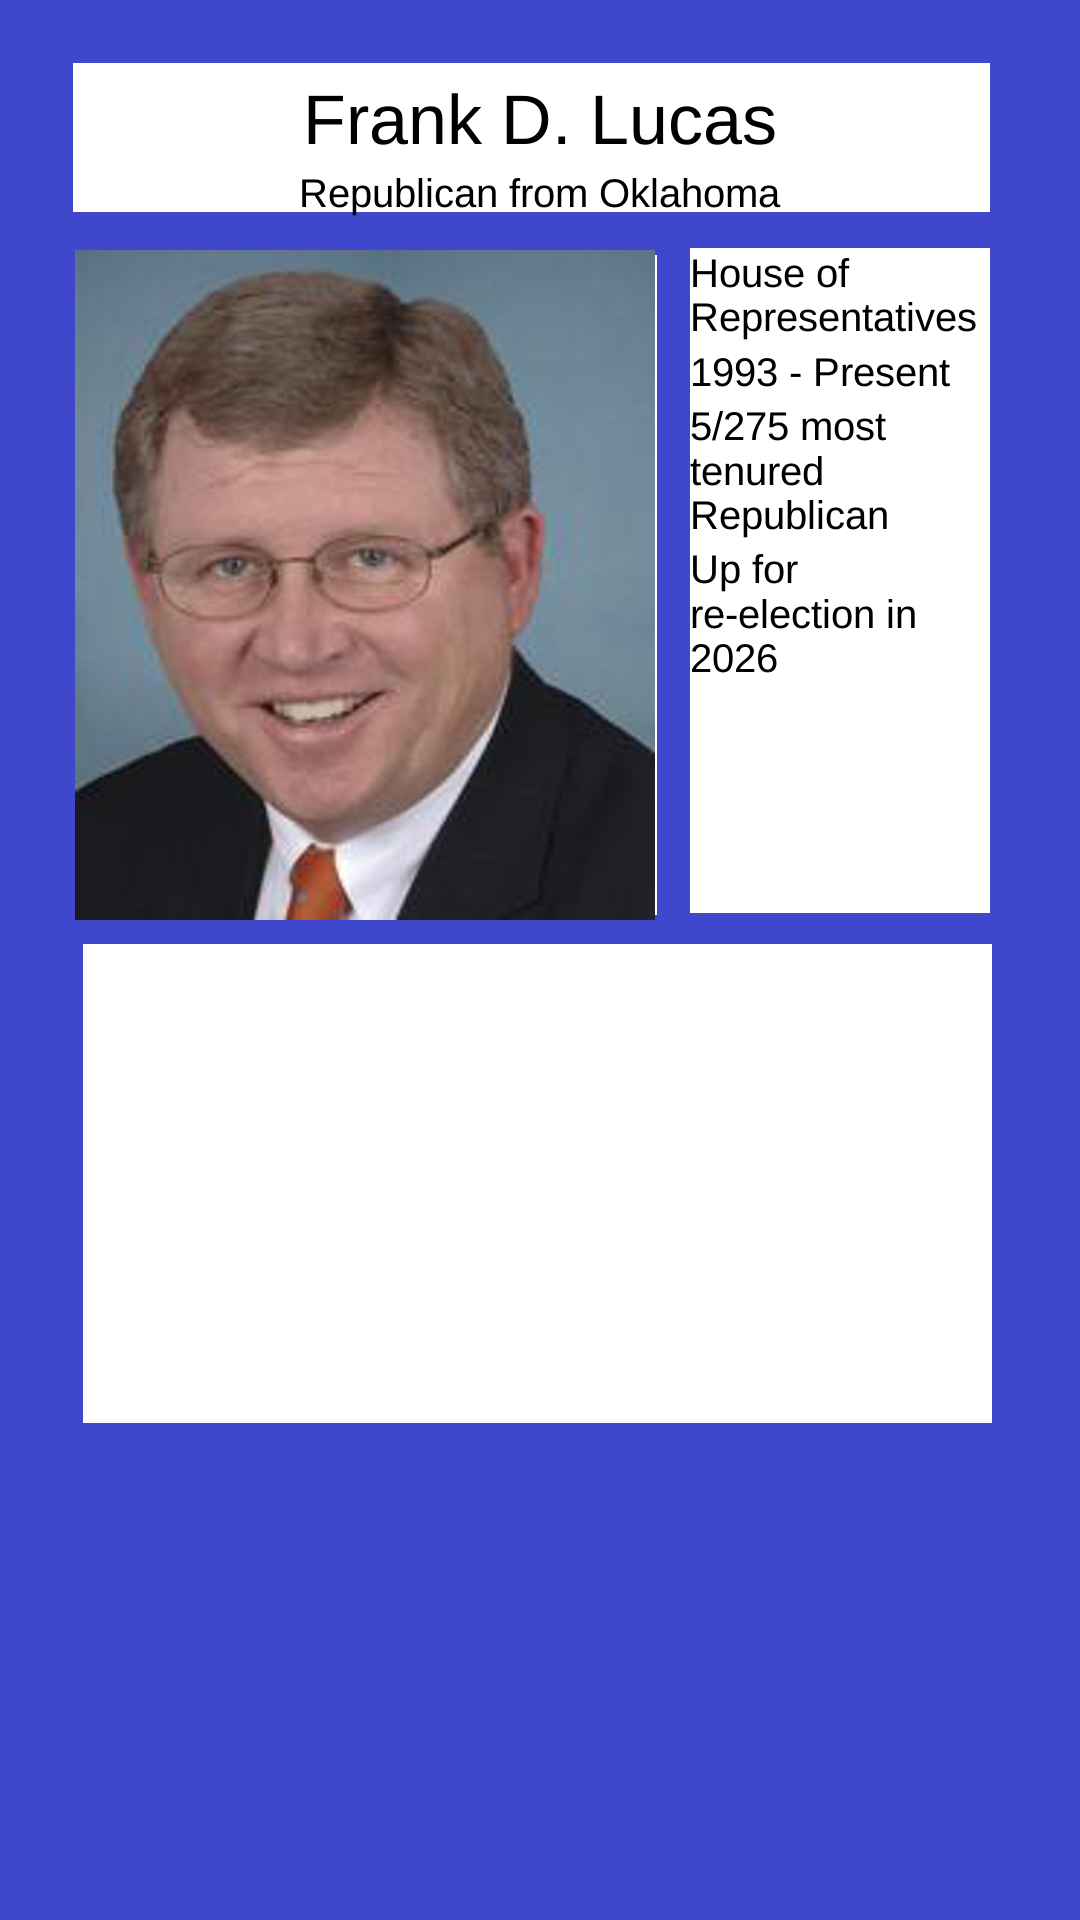 Frank D. Lucas
Republican from Oklahoma
House of
Representatives
1993 - Present
5/275 most
tenured
Republican
Up for
re-election in
2026